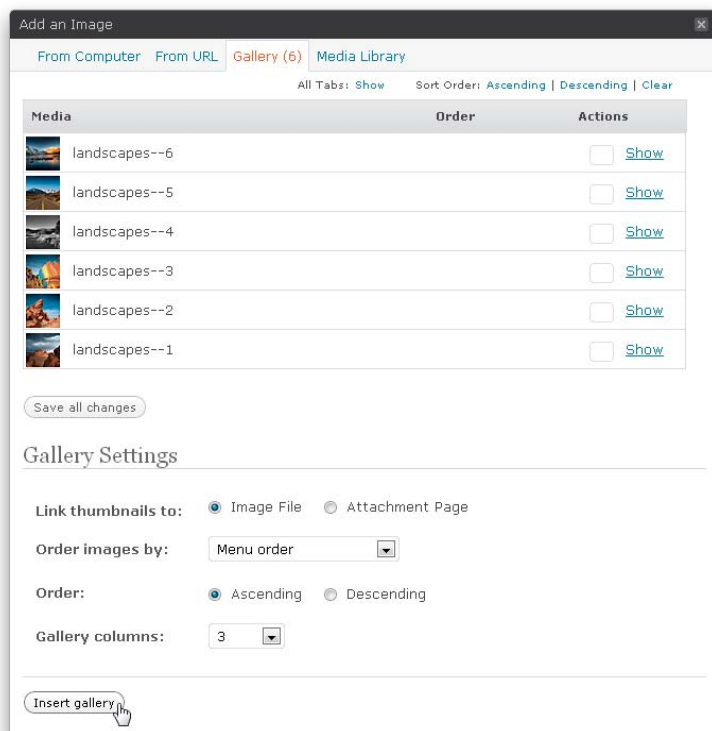 Add an Image
From Computer From URL Gallery (6) Media Library
All Tabs: Show Sort Order: Ascending | Descending | Clear
Media Order Actions
landscapes--6 Show
landscapes--5 Show
landscapes--4 Show
landscapes--3 Show
landscapes--2 Show
landscapes--1 Show
Save all changes
Gallery Settings
Link thumbnails to: Image File Attachment Page
Order images by: Menu order
Order: Ascending Descending
Gallery columns: 3
Insert gallery